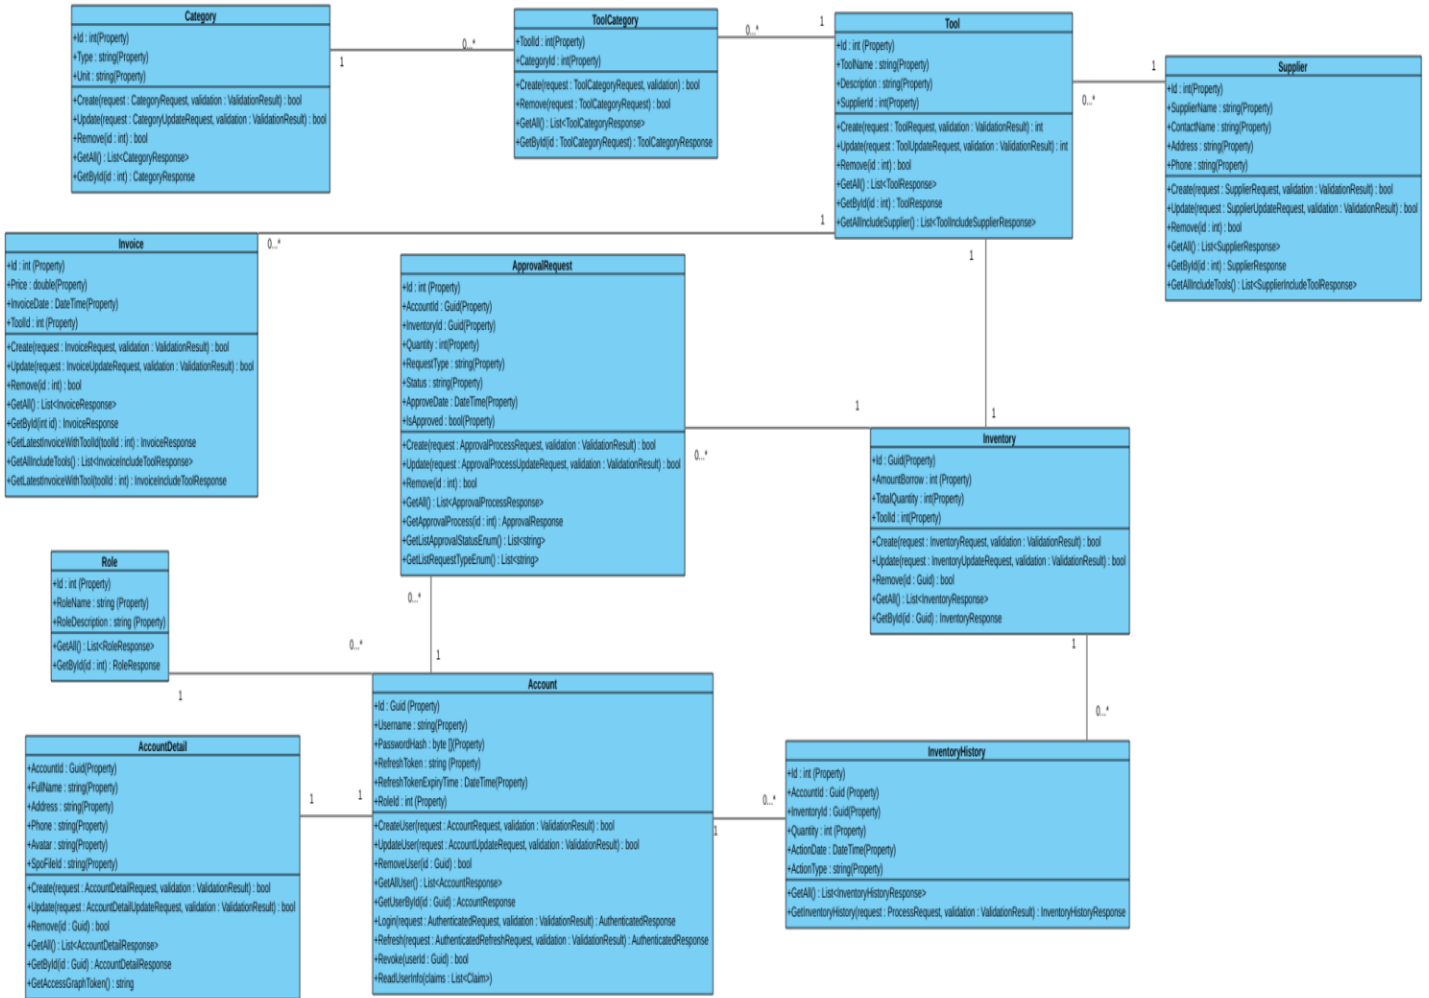 Category
+Id : int(Property)
+Type : string(Property)
+Unit : string(Property)
+Create(request : CategoryRequest, validation : ValidationResult) : bool
+Update(request : CategoryUpdateRequest, validation : ValidationResult) : bool
+Remove(id : int) : bool
+GetAll() : List<CategoryResponse>
+GetById(id : int) : CategoryResponse
1
0...*
ToolCategory
+ToolId : int(Property)
+CategoryId : int(Property)
+Create(request : ToolCategoryRequest, validation) : bool
+Remove(request : ToolCategoryRequest) : bool
+GetAll() : List<ToolCategoryResponse>
+GetById(id : ToolCategoryRequest) : ToolCategoryResponse
0...*
1
Tool
+Id : int (Property)
+ToolName : string(Property)
+Description : string(Property)
+SupplierId : int(Property)
+Create(request : ToolRequest, validation : ValidationResult) : int
+Update(request : ToolUpdateRequest, validation : ValidationResult) : int
+Remove(id : int) : bool
+GetAll() : List<ToolResponse>
+GetById(id : int) : ToolResponse
+GetAllIncludeSupplier() : List<ToolIncludeSupplierResponse>
1
0...*
Supplier
+Id : int(Property)
+SupplierName : string(Property)
+ContactName : string(Property)
+Address : string(Property)
+Phone : string(Property)
+Create(request : SupplierRequest, validation : ValidationResult) : bool
+Update(request : SupplierUpdateRequest, validation : ValidationResult) : bool
+Remove(id : int) : bool
+GetAll() : List<SupplierResponse>
+GetById(id : int) : SupplierResponse
+GetAllIncludeTools() : List<SupplierIncludeToolResponse>
1
0...*
Invoice
+Id : int (Property)
+Price : double(Property)
+InvoiceDate : DateTime(Property)
+ToolId : int (Property)
+Create(request : InvoiceRequest, validation : ValidationResult) : bool
+Update(request : InvoiceUpdateRequest, validation : ValidationResult) : bool
+Remove(id : int) : bool
+GetAll() : List<InvoiceResponse>
+GetById(int id) : InvoiceResponse
+GetLatestInvoiceWithToolId(toolId : int) : InvoiceResponse
+GetAllIncludeTools() : List<InvoiceIncludeToolResponse>
+GetLatestInvoiceWithTool(toolId : int) : InvoiceIncludeToolResponse
ApprovalRequest
+Id : int (Property)
+AccountId : Guid(Property)
+InventoryId : Guid(Property)
+Quantity : int(Property)
+RequestType : string(Property)
+Status : string(Property)
+ApproveDate : DateTime(Property)
+IsApproved : bool(Property)
+Create(request : ApprovalProcessRequest, validation : ValidationResult) : bool
+Update(request : ApprovalProcessUpdateRequest, validation : ValidationResult) : bool
+Remove(id : int) : bool
+GetAll() : List<ApprovalProcessResponse>
+GetApprovalProcess(id : int) : ApprovalResponse
+GetListApprovalStatusEnum() : List<string>
+GetListRequestTypeEnum() : List<string>
1
1
1
0...*
Inventory
+Id : Guid(Property)
+AmountBorrow : int (Property)
+TotalQuantity : int(Property)
+ToolId : int(Property)
+Create(request : InventoryRequest, validation : ValidationResult) : bool
+Update(request : InventoryUpdateRequest, validation : ValidationResult) : bool
+Remove(id : Guid) : bool
+GetAll() : List<InventoryResponse>
+GetById(id : Guid) : InventoryResponse
Role
+Id : int (Property)
+RoleName : string (Property)
+RoleDescription : string (Property)
+GetAll() : List<RoleResponse>
+GetById(id : int) : RoleResponse
0...*
0...*
1
1
1
0...*
Account
+Id : Guid (Property)
+Username : string(Property)
+PasswordHash : byte [](Property)
+RefreshToken : string (Property)
+RefreshTokenExpiryTime : DateTime(Property)
+RoleId : int (Property)
+CreateUser(request : AccountRequest, validation : ValidationResult) : bool
+UpdateUser(request : AccountUpdateRequest, validation : ValidationResult) : bool
+RemoveUser(id : Guid) : bool
+GetAllUser() : List<AccountResponse>
+GetUserById(id : Guid) : AccountResponse
+Login(request : AuthenticatedRequest, validation : ValidationResult) : AuthenticatedResponse
+Refresh(request : AuthenticatedRefreshRequest, validation : ValidationResult) : AuthenticatedResponse
+Revoke(userId : Guid) : bool
+ReadUserInfo(claims : List<Claim>)
AccountDetail
+AccountId : Guid(Property)
+FullName : string(Property)
+Address : string(Property)
+Phone : string(Property)
+Avatar : string(Property)
+SpoFileId : string(Property)
+Create(request : AccountDetailRequest, validation : ValidationResult) : bool
+Update(request : AccountDetailUpdateRequest, validation : ValidationResult) : bool
+Remove(id : Guid) : bool
+GetAll() : List<AccountDetailResponse>
+GetById(id : Guid) : AccountDetailResponse
+GetAccessGraphToken() : string
1
1
0...*
1
InventoryHistory
+Id : int (Property)
+AccountId : Guid (Property)
+InventoryId : Guid(Property)
+Quantity : int (Property)
+ActionDate : DateTime(Property)
+ActionType : string(Property)
+GetAll() : List<InventoryHistoryResponse>
+GetInventoryHistory(request : ProcessRequest, validation : ValidationResult) : InventoryHistoryResponse